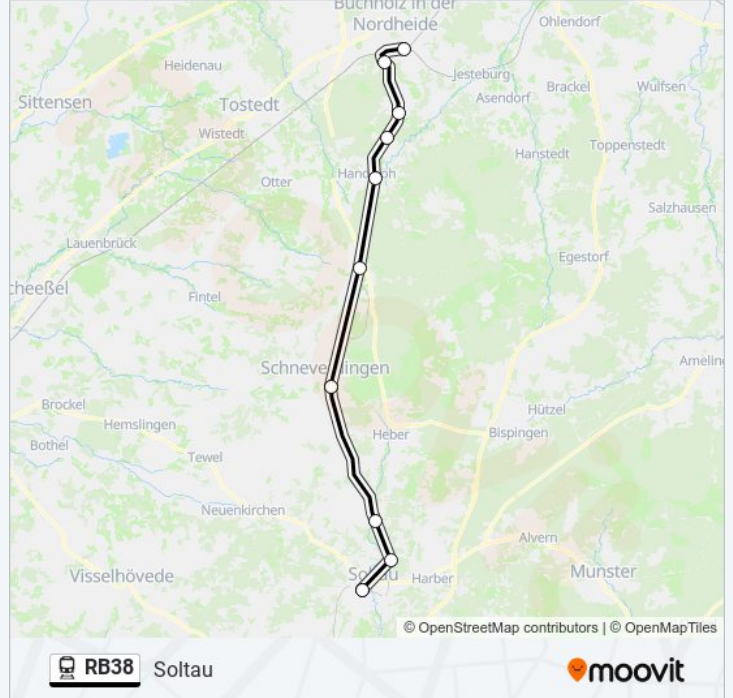 Buchholz in der
Nordheide
Ohlendorf
Heidenau
Jesteburg
Brackel
Wulfsen
Sittensen
Tostedt
Asendorf
Wistedt
Toppenstedt
Hanstedt
Otter
Salzhausen
Lauenbrück
Egestorf
cheeßel
Fintel
Ameling
Brockel
Hützel
Hemslingen
Heber
Bispingen
Bothel
Tewel
Neuenkirchen
Alvern
Visselhövede
Soltau
Harber
Munster
© OpenStreetMap contributors | © OpenMapTiles
RB38 Soltau
moovit